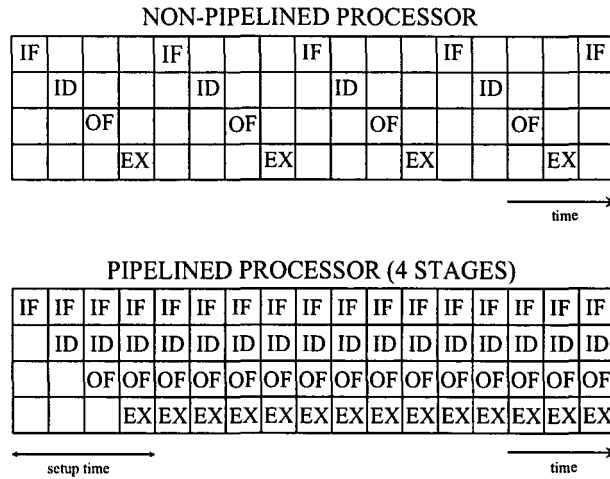 NON-PIPELINED PROCESSOR
IF IF IF IF IF
ID ID ID ID
OF OF OF OF
EX EX EX EX
time
PIPELINED PROCESSOR (4 STAGES)
IF IF IF IF IF IF IF IF IF IF IF IF IF IF IF IF IF
ID ID ID ID ID ID ID ID ID ID ID ID ID ID ID ID
OF OF OF OF OF OF OF OF OF OF OF OF OF OF OF
EX EX EX EX EX EX EX EX EX EX EX EX EX EX
setup time
time